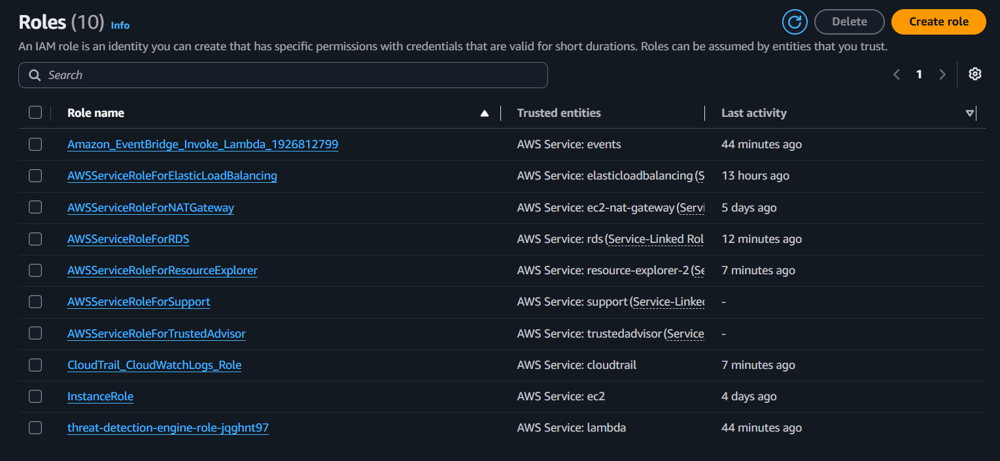 Roles (10) Info
Delete
Create role
An IAM role is an identity you can create that has specific permissions with credentials that are valid for short durations. Roles can be assumed by entities that you trust.
Search
1
Role name Trusted entities Last activity
Amazon_EventBridge_Invoke_Lambda_1926812799 AWS Service: events 44 minutes ago
AWSServiceRoleForElasticLoadBalancing AWS Service: elasticloadbalancing (S 13 hours ago
AWSServiceRoleForNATGateway AWS Service: ec2-nat-gateway (Servi 5 days ago
AWSServiceRoleForRDS AWS Service: rds (Service-Linked Rol 12 minutes ago
AWSServiceRoleForResourceExplorer AWS Service: resource-explorer-2 (Se 7 minutes ago
AWSServiceRoleForSupport AWS Service: support (Service-Linked -
AWSServiceRoleForTrustedAdvisor AWS Service: trustedadvisor (Service -
CloudTrail_CloudWatchLogs_Role AWS Service: cloudtrail 7 minutes ago
InstanceRole AWS Service: ec2 4 days ago
threat-detection-engine-role-jqghnt97 AWS Service: lambda 44 minutes ago